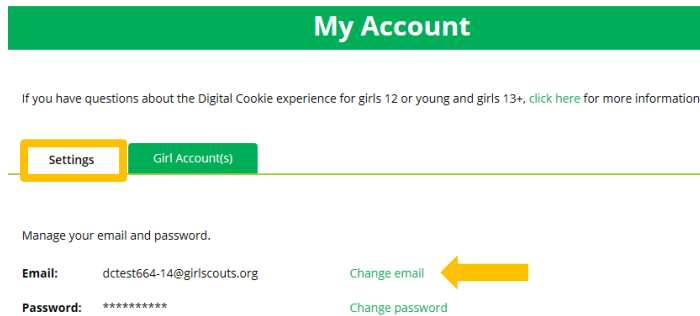 My Account
If you have questions about the Digital Cookie experience for girls 12 or young and girls 13+, click here for more information
Settings Girl Account(s)
Manage your email and password.
Email: dctest664-14@girlscouts.org Change email
Password: ********** Change password